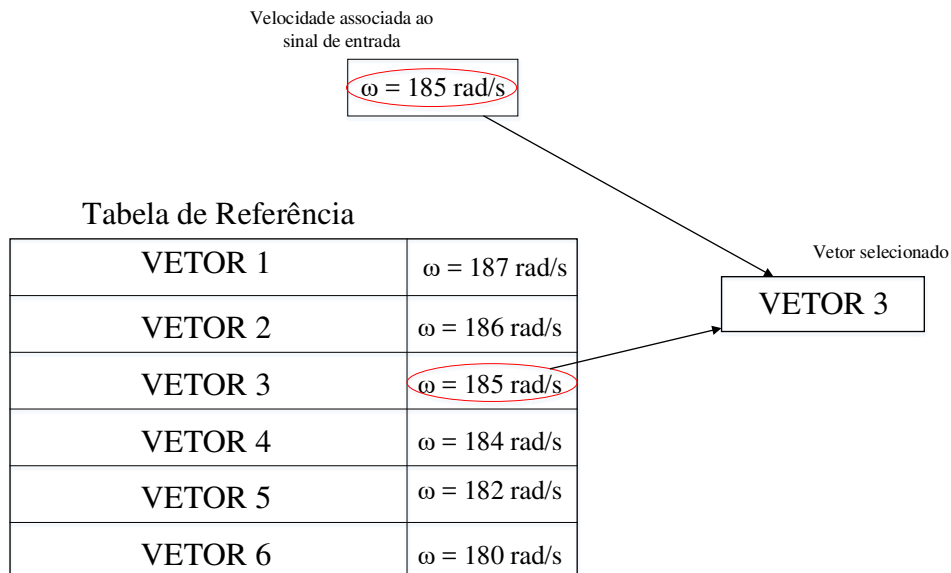 Velocidade associada ao
sinal de entrada
ω = 185 rad/s
Tabela de Referência
VETOR 1 ω = 187 rad/s
VETOR 2 ω = 186 rad/s
VETOR 3 ω = 185 rad/s
VETOR 4 ω = 184 rad/s
VETOR 5 ω = 182 rad/s
VETOR 6 ω = 180 rad/s
Vetor selecionado
VETOR 3